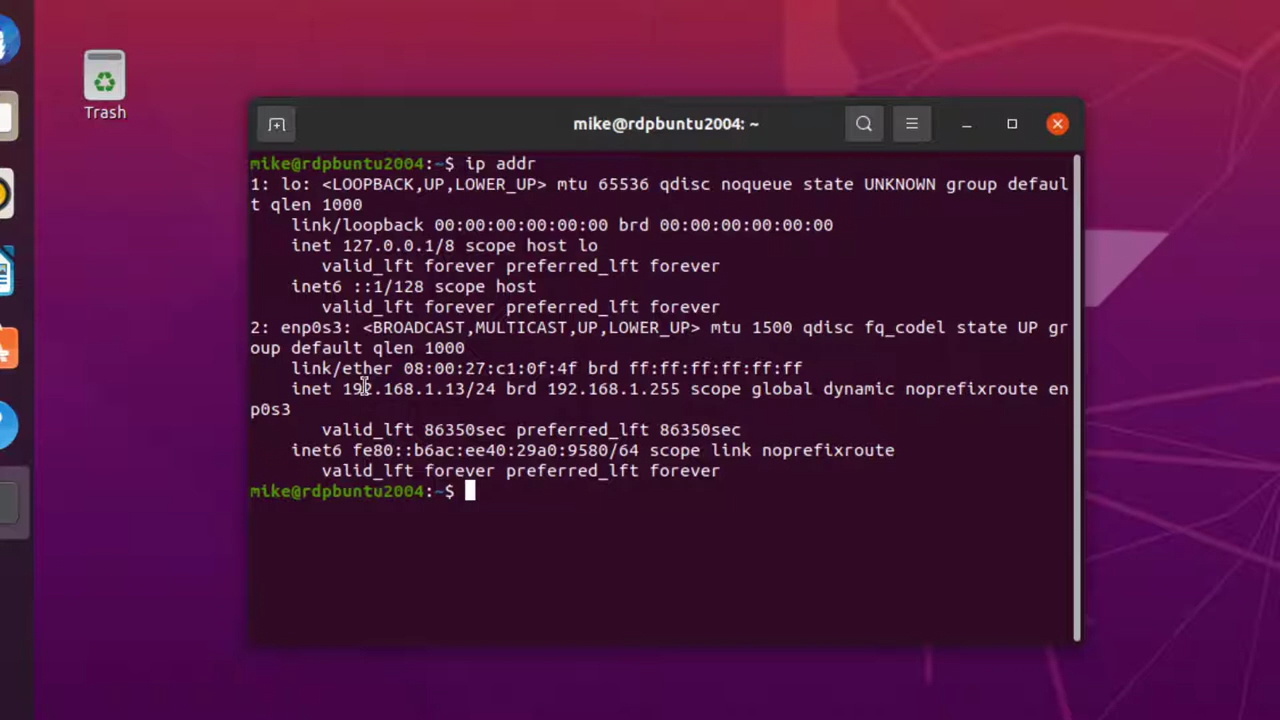 Trash
mike@rdpbuntu2004: ~
mike@rdpbuntu2004:~$ ip addr
1: lo: <LOOPBACK,UP,LOWER_UP> mtu 65536 qdisc noqueue state UNKNOWN group defaul
t qlen 1000
    link/loopback 00:00:00:00:00:00 brd 00:00:00:00:00:00
    inet 127.0.0.1/8 scope host lo
       valid_lft forever preferred_lft forever
    inet6 ::1/128 scope host
       valid_lft forever preferred_lft forever
2: enp0s3: <BROADCAST,MULTICAST,UP,LOWER_UP> mtu 1500 qdisc fq_codel state UP gr
oup default qlen 1000
    link/ether 08:00:27:c1:0f:4f brd ff:ff:ff:ff:ff:ff
    inet 192.168.1.13/24 brd 192.168.1.255 scope global dynamic noprefixroute en
p0s3
       valid_lft 86350sec preferred_lft 86350sec
    inet6 fe80::b6ac:ee40:29a0:9580/64 scope link noprefixroute
       valid_lft forever preferred_lft forever
mike@rdpbuntu2004:~$